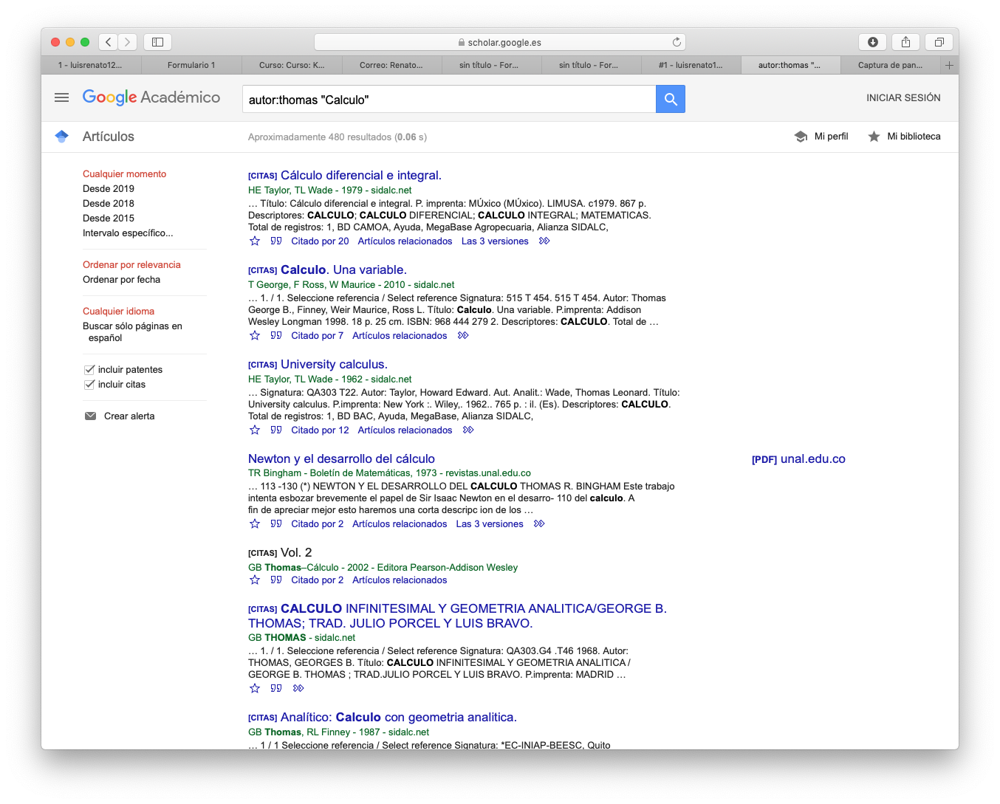 scholar.google.es
1 - luisrenato12...
Formulario 1
Curso: Curso: K...
Correo: Renato...
sin título - For...
sin título - For...
#1 - luisrenato1...
autor:thomas "...
Captura de pan...
Google Académico
autor:thomas "Calculo"
INICIAR SESIÓN
Artículos
Aproximadamente 480 resultados (0.06 s)
Mi perfil
Mi biblioteca
Cualquier momento
Desde 2019
Desde 2018
Desde 2015
Intervalo específico...
Ordenar por relevancia
Ordenar por fecha
Cualquier idioma
Buscar sólo páginas en
español
incluir patentes
incluir citas
Crear alerta
[CITAS] Cálculo diferencial e integral.
HE Taylor, TL Wade - 1979 - sidalc.net
... Título: Cálculo diferencial e integral. P. imprenta: MÚxico (MÚxico). LIMUSA. c1979. 867 p.
Descriptores: CALCULO; CALCULO DIFERENCIAL; CALCULO INTEGRAL; MATEMATICAS.
Total de registros: 1, BD CAMOA, Ayuda, MegaBase Agropecuaria, Alianza SIDALC,
Citado por 20 Artículos relacionados Las 3 versiones
[CITAS] Calculo. Una variable.
T George, F Ross, W Maurice - 2010 - sidalc.net
... 1. / 1. Seleccione referencia / Select reference Signatura: 515 T 454. 515 T 454. Autor: Thomas
George B., Finney, Weir Maurice, Ross L. Título: Calculo. Una variable. P.imprenta: Addison
Wesley Longman 1998. 18 p. 25 cm. ISBN: 968 444 279 2. Descriptores: CALCULO. Total de ...
Citado por 7 Artículos relacionados
[CITAS] University calculus.
HE Taylor, TL Wade - 1962 - sidalc.net
... Signatura: QA303 T22. Autor: Taylor, Howard Edward. Aut. Analit.: Wade, Thomas Leonard. Título:
University calculus. P.imprenta: New York :. Wiley,. 1962.. 765 p. : il. (Es). Descriptores: CALCULO.
Total de registros: 1, BD BAC, Ayuda, MegaBase, Alianza SIDALC,
Citado por 12 Artículos relacionados
Newton y el desarrollo del cálculo
[PDF] unal.edu.co
TR Bingham - Boletín de Matemáticas, 1973 - revistas.unal.edu.co
... 113 -130 (*) NEWTON Y EL DESARROLLO DEL CALCULO THOMAS R. BINGHAM Este trabajo
intenta esbozar brevemente el papel de Sir Isaac Newton en el desarro- 110 del calculo. A
fin de apreciar mejor esto haremos una corta descripc ion de los ...
Citado por 2 Artículos relacionados Las 3 versiones
[CITAS] Vol. 2
GB Thomas–Cálculo - 2002 - Editora Pearson-Addison Wesley
Citado por 2 Artículos relacionados
[CITAS] CALCULO INFINITESIMAL Y GEOMETRIA ANALITICA/GEORGE B.
THOMAS; TRAD. JULIO PORCEL Y LUIS BRAVO.
GB THOMAS - sidalc.net
... 1. / 1. Seleccione referencia / Select reference Signatura: QA303.G4 .T46 1968. Autor:
THOMAS, GEORGES B. Título: CALCULO INFINITESIMAL Y GEOMETRIA ANALITICA /
GEORGE B. THOMAS ; TRAD.JULIO PORCEL Y LUIS BRAVO. P.imprenta: MADRID ...
[CITAS] Analítico: Calculo con geometria analitica.
GB Thomas, RL Finney - 1987 - sidalc.net
... 1 / 1 Seleccione referencia / Select reference Signatura: *EC-INIAP-BEESC, Quito